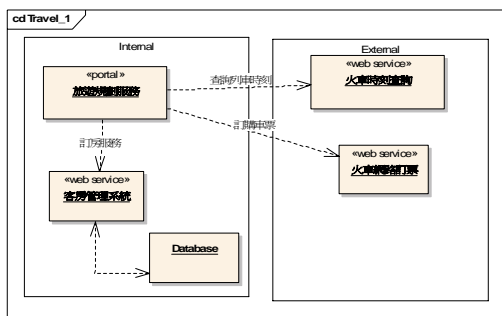 cd Travel_1
Internal
External
«portal»
旅遊規劃服務
查詢列車時刻
«web service»
火車時刻查詢
訂購車票
訂房服務
«web service»
火車網路訂票
«web service»
客房管理系統
Database